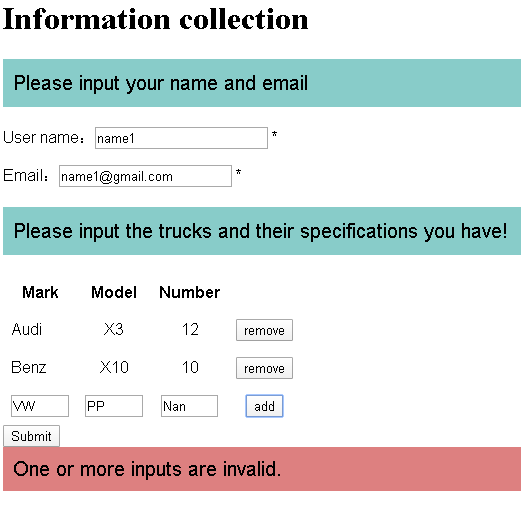 Information collection
Please input your name and email
User name：name1 *
Email：name1@gmail.com *
Please input the trucks and their specifications you have!
Mark Model Number
Audi X3 12 remove
Benz X10 10 remove
VW PP Nan add
Submit
One or more inputs are invalid.